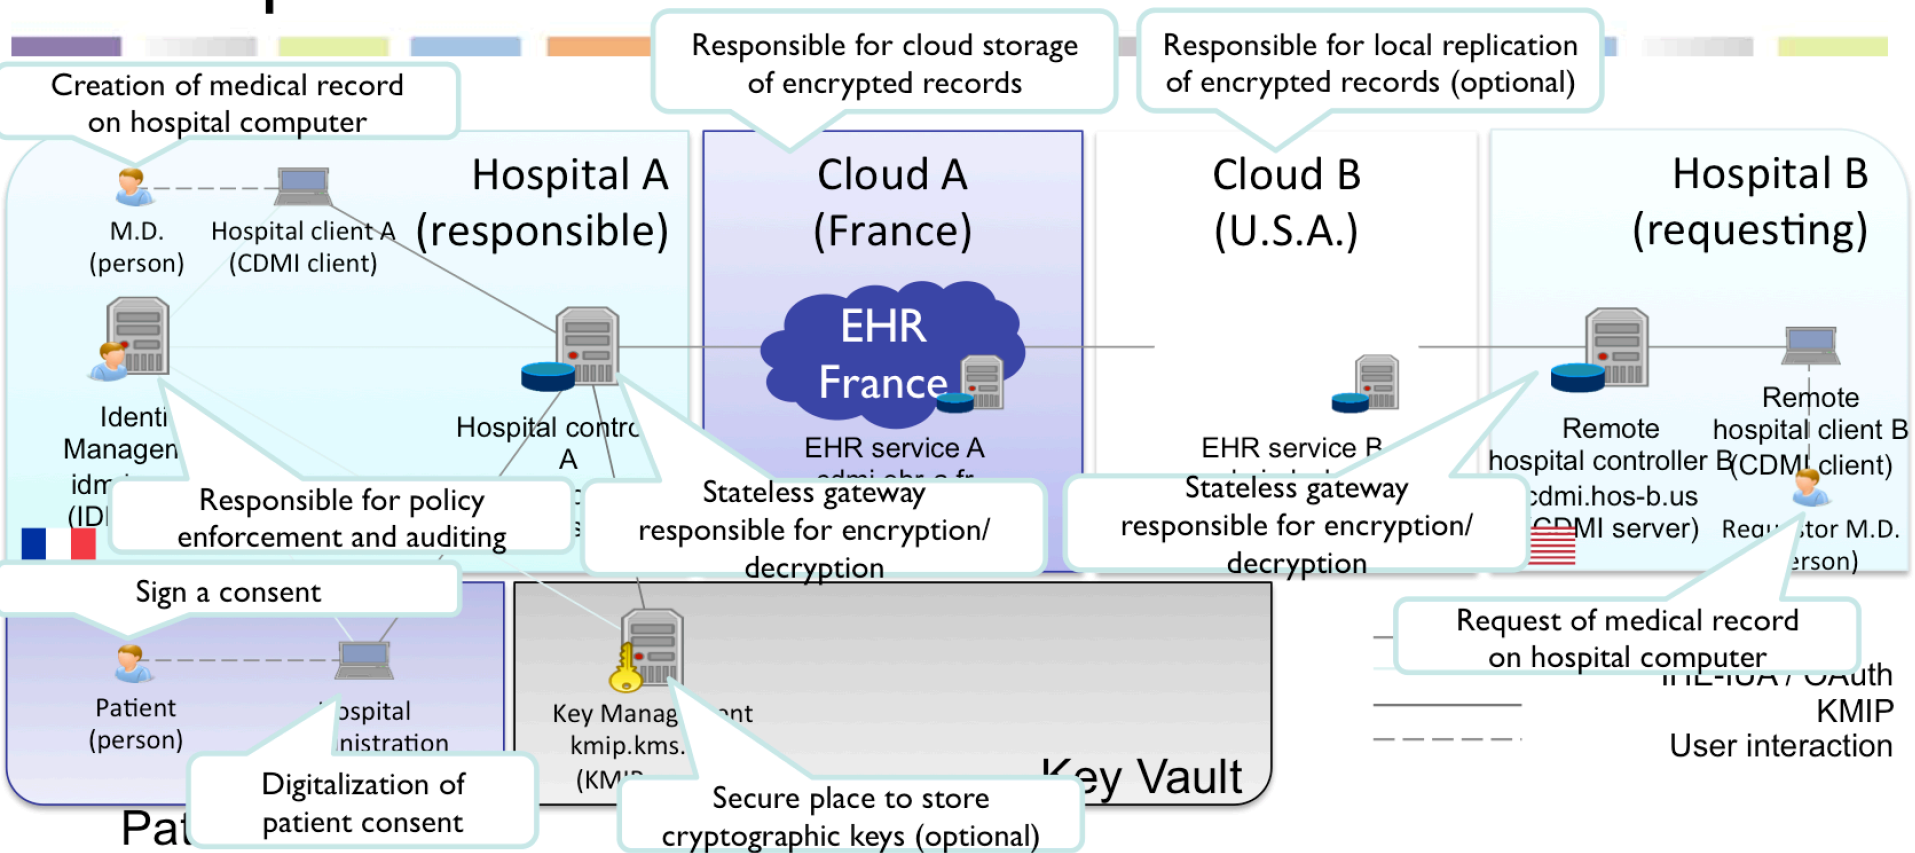 Responsible for cloud storage
of encrypted records
Responsible for local replication
of encrypted records (optional)
Creation of medical record
on hospital computer
Hospital A
(responsible)
Cloud A
(France)
Cloud B
(U.S.A.)
Hospital B
(requesting)
M.D.
(person)
Hospital client A
(CDMI client)
EHR
France
Hospital
A
EHR service A
EHR service B
Remote
hospital controller B
cdmi.hos-b.us
server)
Remote
hospital client B
(CDMI client)
M.D.
Responsible for policy
enforcement and auditing
Stateless gateway
responsible for encryption/
decryption
Stateless gateway
responsible for encryption/
decryption
Sign a consent
Request of medical record
on hospital computer
Patient
(person)
Key
kmip.kms.
Key Vault
Digitalization of
patient consent
Secure place to store
cryptographic keys (optional)
IHE-IUA / OAuth
KMIP
User interaction